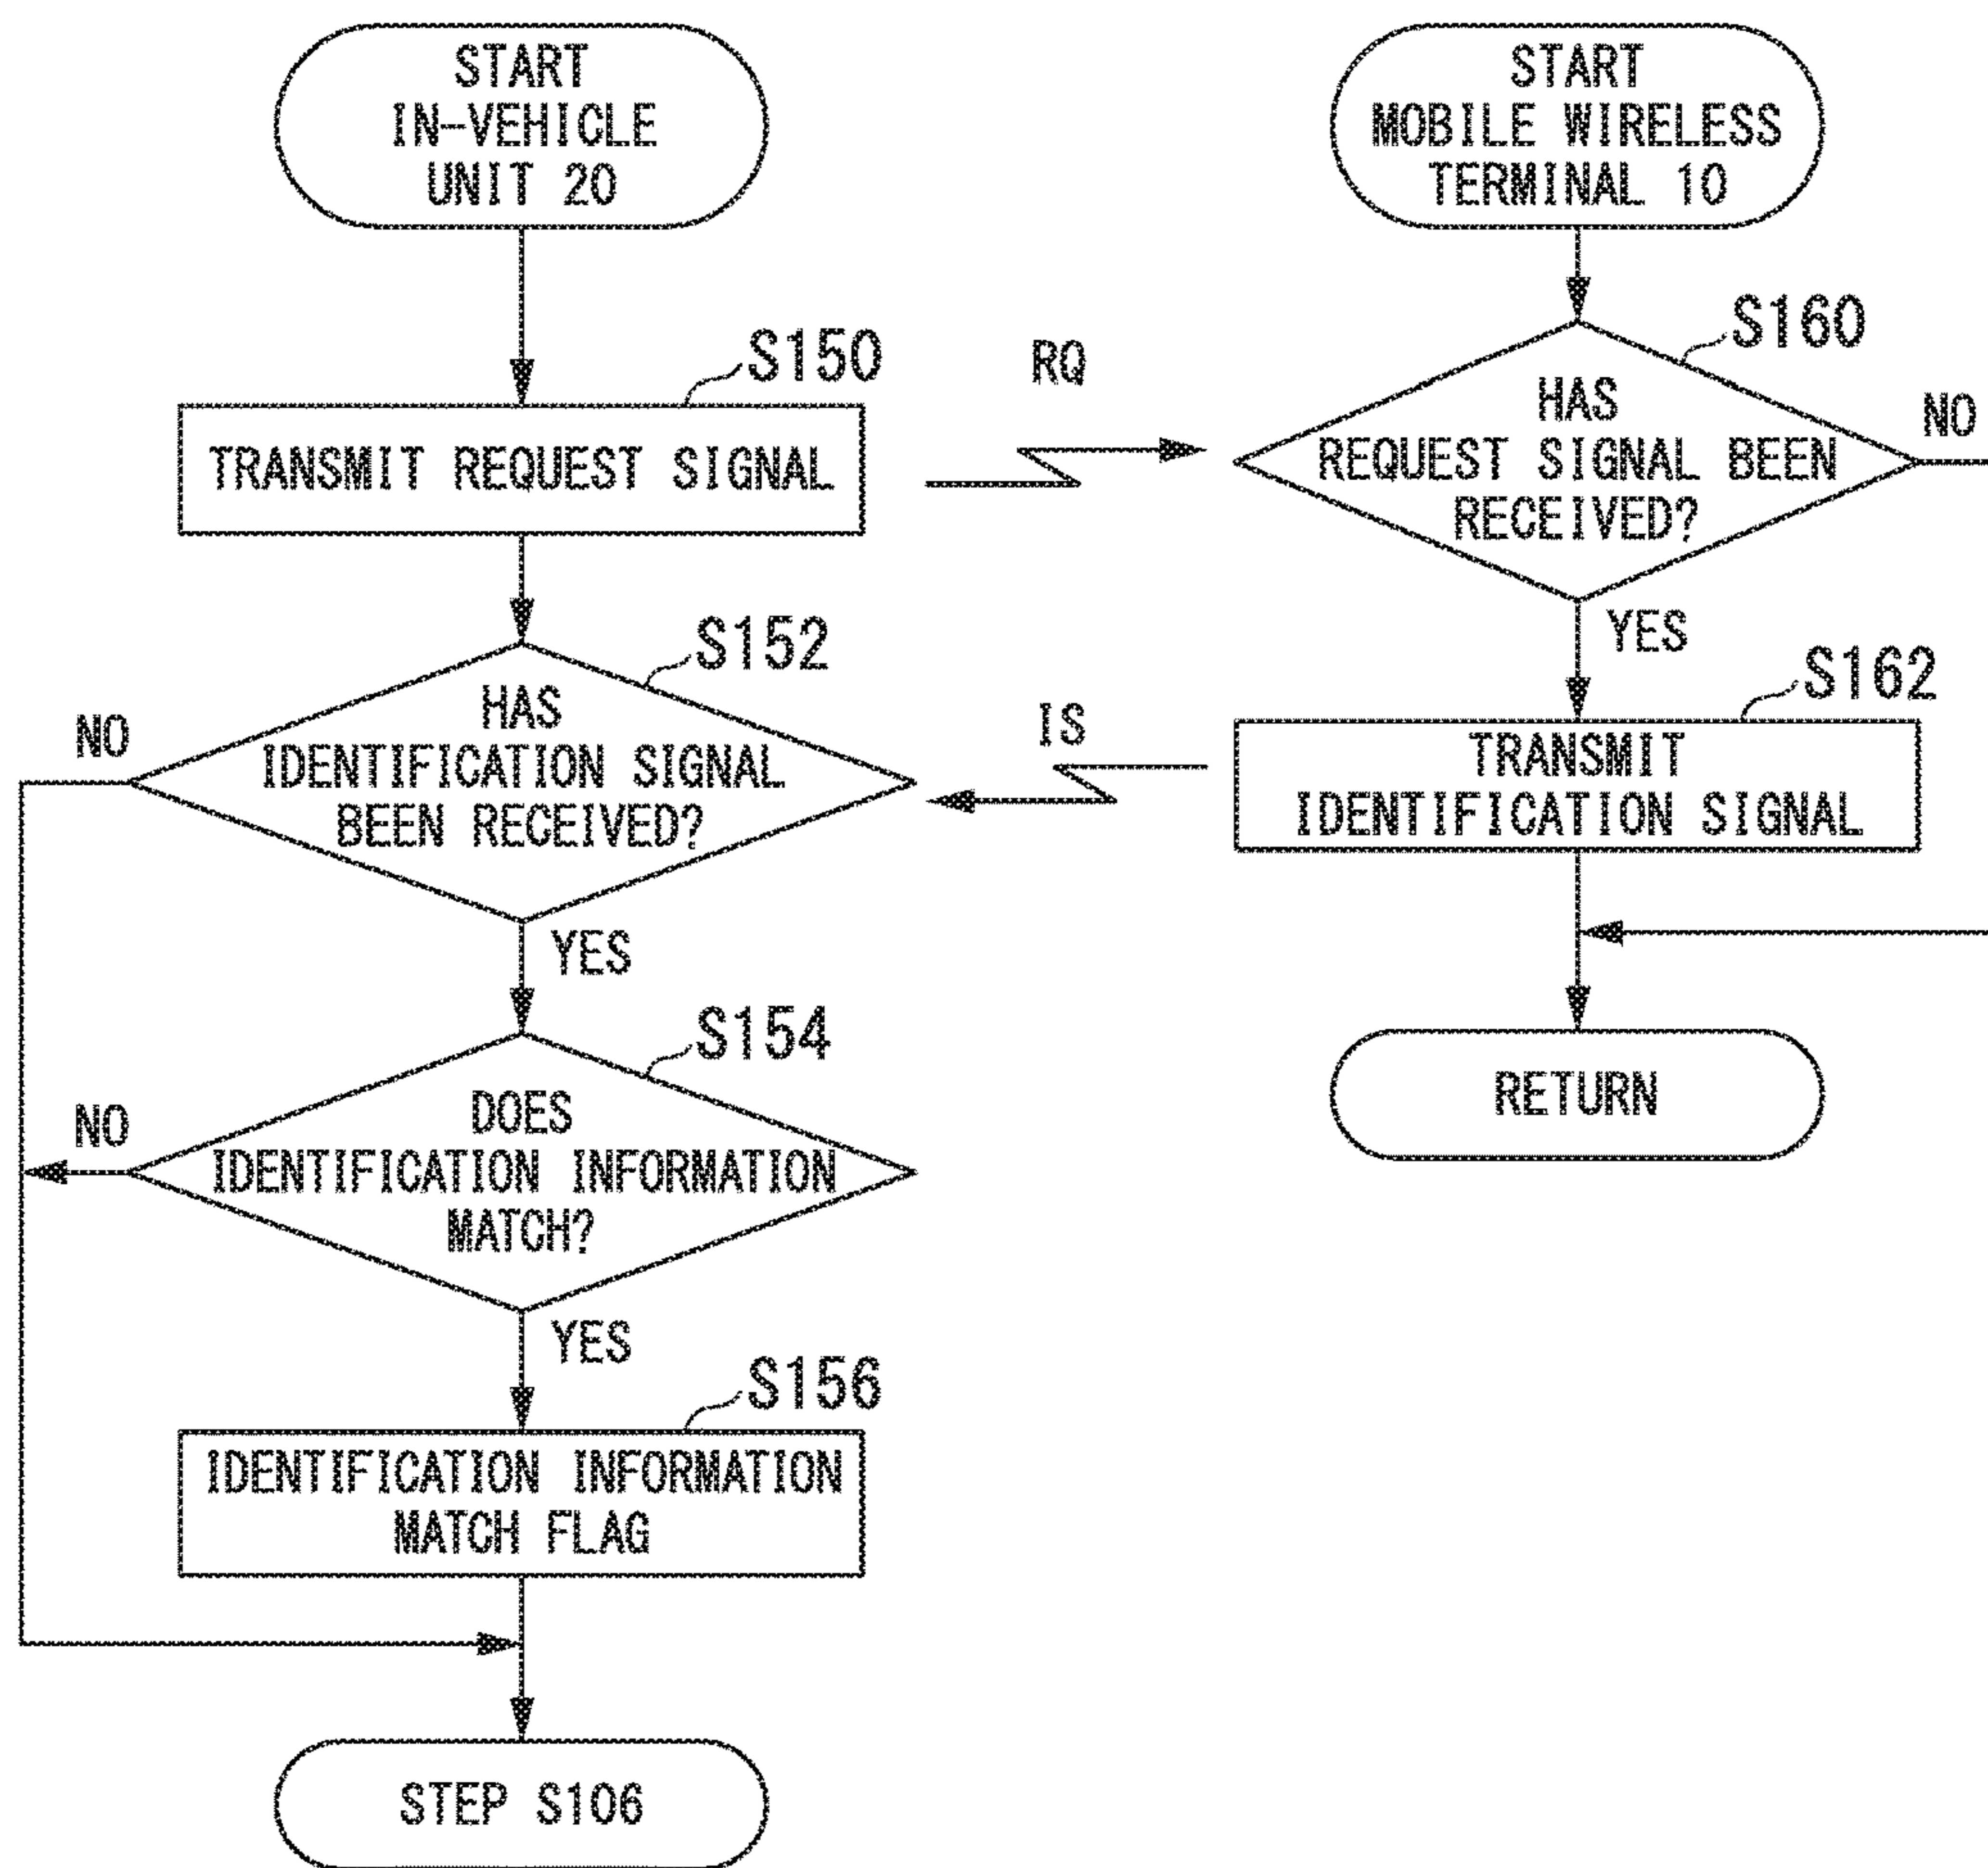 START
IN-VEHICLE
UNIT 20
S150
TRANSMIT REQUEST SIGNAL
S152
HAS
IDENTIFICATION SIGNAL
BEEN RECEIVED?
NO
YES
S154
DOES
IDENTIFICATION INFORMATION
MATCH?
NO
YES
S156
IDENTIFICATION INFORMATION
MATCH FLAG
STEP S106
RQ
IS
START
MOBILE WIRELESS
TERMINAL 10
S160
HAS
REQUEST SIGNAL BEEN
RECEIVED?
NO
YES
S162
TRANSMIT
IDENTIFICATION SIGNAL
RETURN